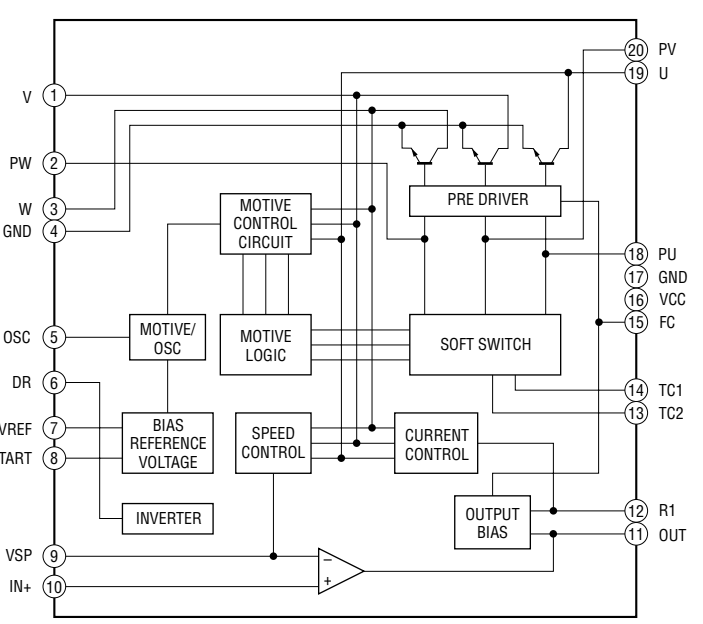 20 PV
19 U
V 1
PW 2
W 3
GND 4
MOTIVE
CONTROL
CIRCUIT
PRE DRIVER
18 PU
17 GND
16 VCC
15 FC
OSC 5
MOTIVE/
OSC
MOTIVE
LOGIC
SOFT SWITCH
DR 6
14 TC1
13 TC2
VREF 7
TART 8
BIAS
REFERENCE
VOLTAGE
SPEED
CONTROL
CURRENT
CONTROL
INVERTER
OUTPUT
BIAS
12 R1
11 OUT
VSP 9
IN+ 10
−
+